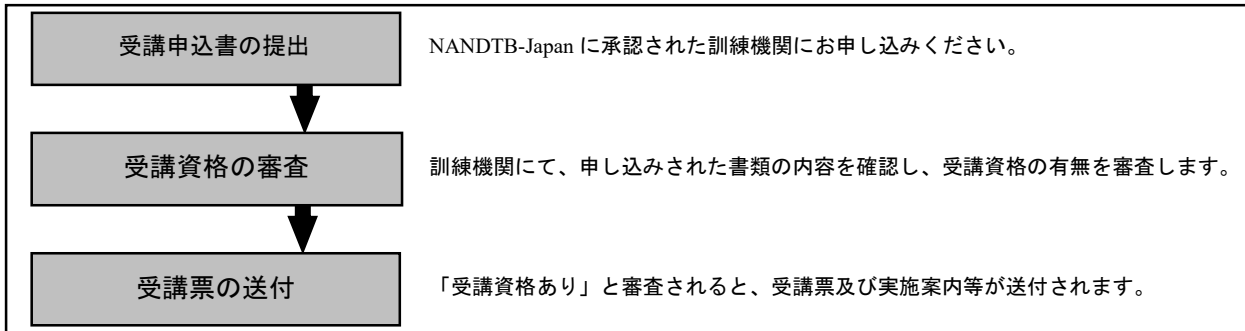 受講申込書の提出
NANDTB-Japan に承認された訓練機関にお申し込みください。
受講資格の審査
訓練機関にて、申し込みされた書類の内容を確認し、受講資格の有無を審査します。
受講票の送付
「受講資格あり」と審査されると、受講票及び実施案内等が送付されます。